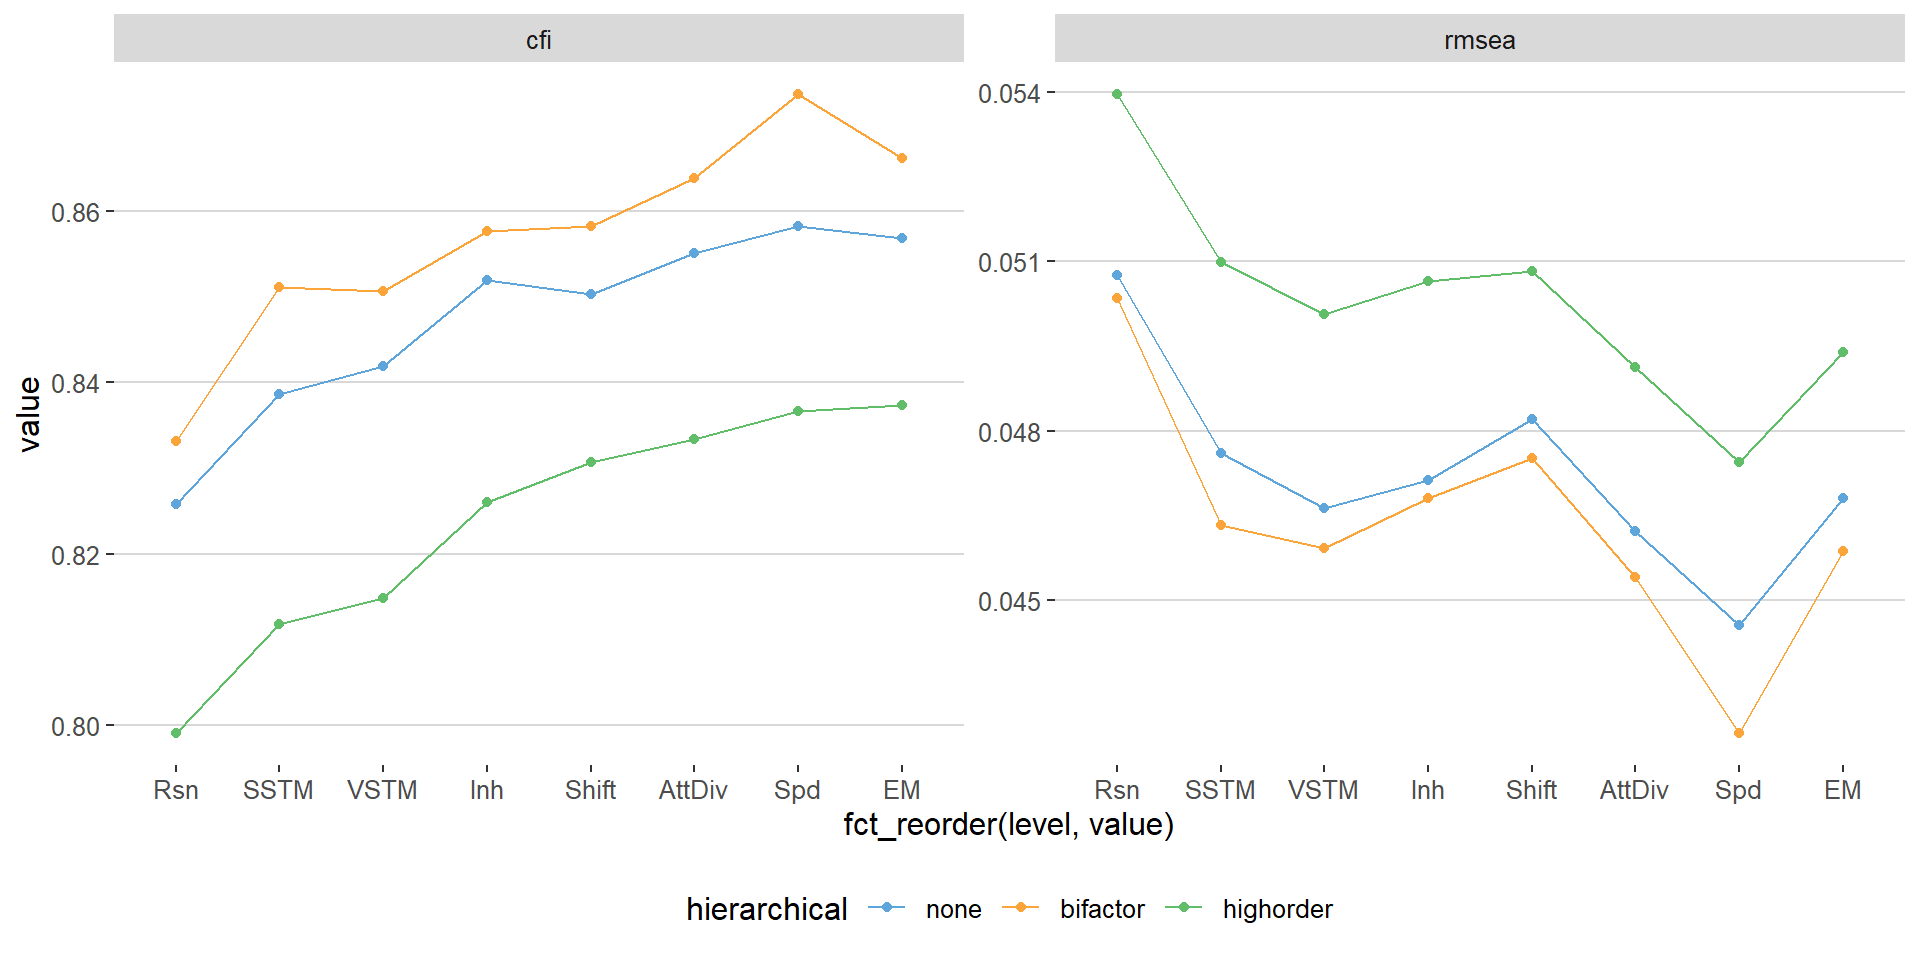 cfi
rmsea
value
0.86
0.84
0.82
0.80
0.054
0.051
0.048
0.045
Rsn SSTM VSTM Inh Shift AttDiv Spd EM
Rsn SSTM VSTM Inh Shift AttDiv Spd EM
fct_reorder(level, value)
hierarchical none bifactor highorder